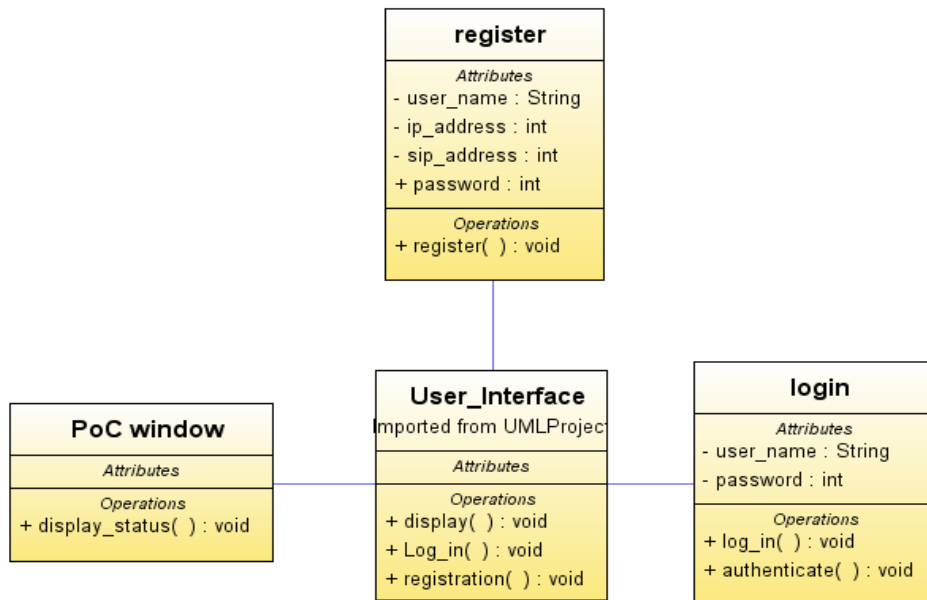 register
Attributes
- user_name : String
- ip_address : int
- sip_address : int
+ password : int
Operations
+ register( ) : void
PoC window
Attributes
Operations
+ display_status( ) : void
User_Interface
Imported from UMLProject
Attributes
Operations
+ display( ) : void
+ Log_in( ) : void
+ registration( ) : void
login
Attributes
- user_name : String
- password : int
Operations
+ log_in( ) : void
+ authenticate( ) : void